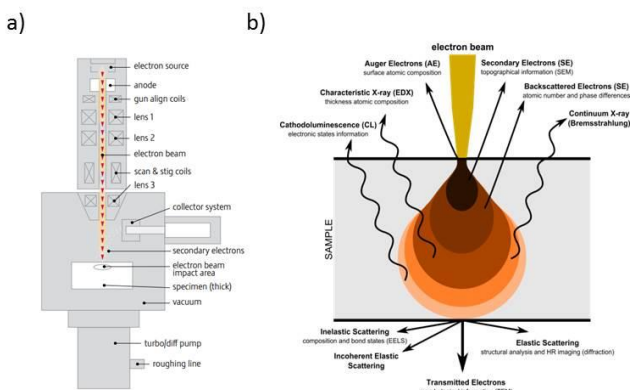 a)
electron source
anode
gun align coils
lens 1
lens 2
electron beam
scan & stig coils
lens 3
collector system
secondary electrons
electron beam
impact area
specimen (thick)
vacuum
turbo/diff pump
roughing line
b)
electron beam
Auger Electrons (AE)
surface atomic composition
Secondary Electrons (SE)
topographical information (SEM)
Characteristic X-ray (EDX)
thickness atomic composition
Backscattered Electrons (SE)
atomic number and phase differences
Cathodoluminescence (CL)
electronic states information
Continuum X-ray
(Bremsstrahlung)
SAMPLE
Inelastic Scattering
composition and bond states (EELS)
Elastic Scattering
structural analysis and HR imaging (diffraction)
Incoherent Elastic
Scattering
Transmitted Electrons